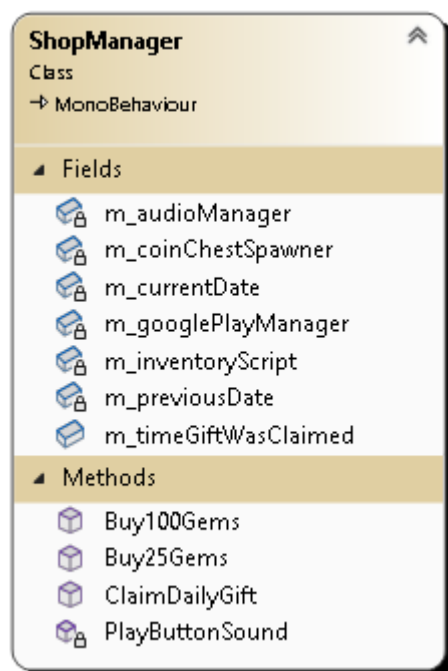 ShopManager
Class
MonoBehaviour
Fields
m_audioManager
m_coinChestSpawner
m_currentDate
m_googlePlayManager
m_inventoryScript
m_previousDate
m_timeGiftWasClaimed
Methods
Buy100Gems
Buy25Gems
ClaimDailyGift
PlayButtonSound